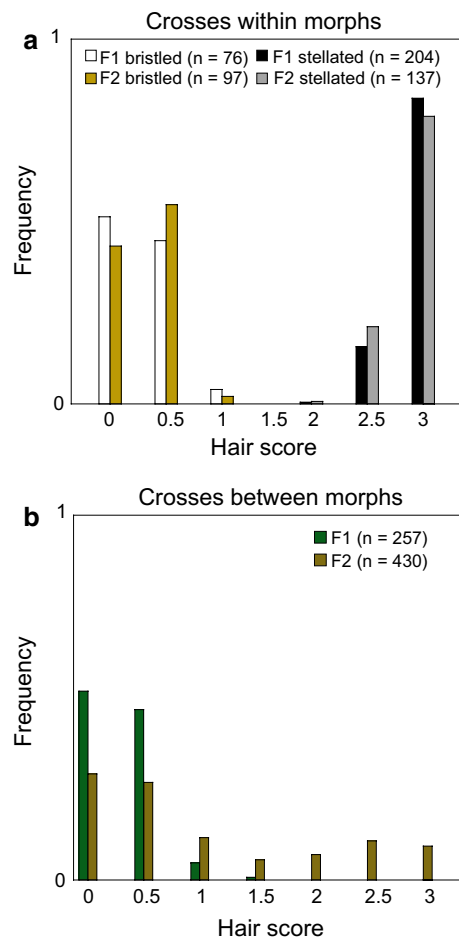 Crosses within morphs
a
1
F1 bristled (n = 76) F1 stellated (n = 204)
F2 bristled (n = 97) F2 stellated (n = 137)
Frequency
0
0 0.5 1 1.5 2 2.5 3
Hair score
Crosses between morphs
b
1
F1 (n = 257)
F2 (n = 430)
Frequency
0
0 0.5 1 1.5 2 2.5 3
Hair score